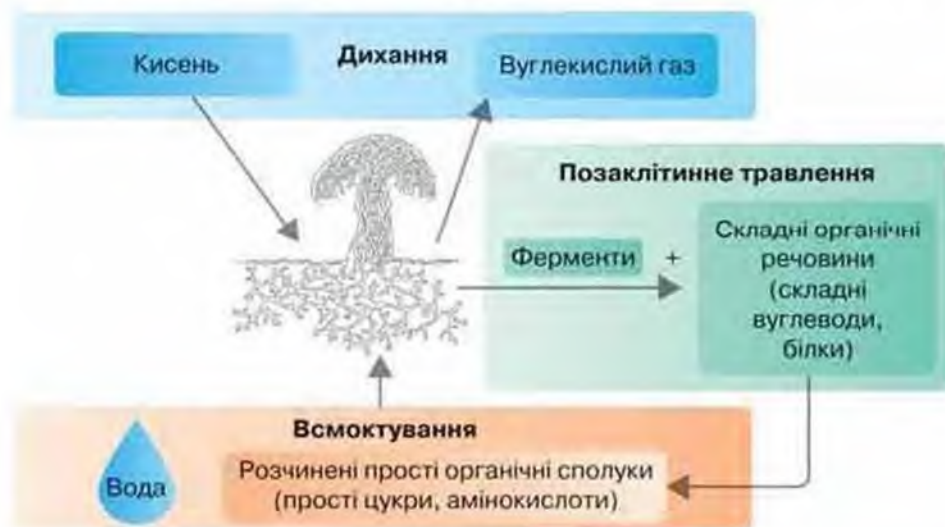 Дихання
Кисень
Вуглекислий газ
Позаклітинне травлення
Ферменти +
Складні органічні
речовини
(складні
вуглеводи,
білки)
Всмоктування
Вода
Розчинені прості органічні сполуки
(прості цукри, амінокислоти)